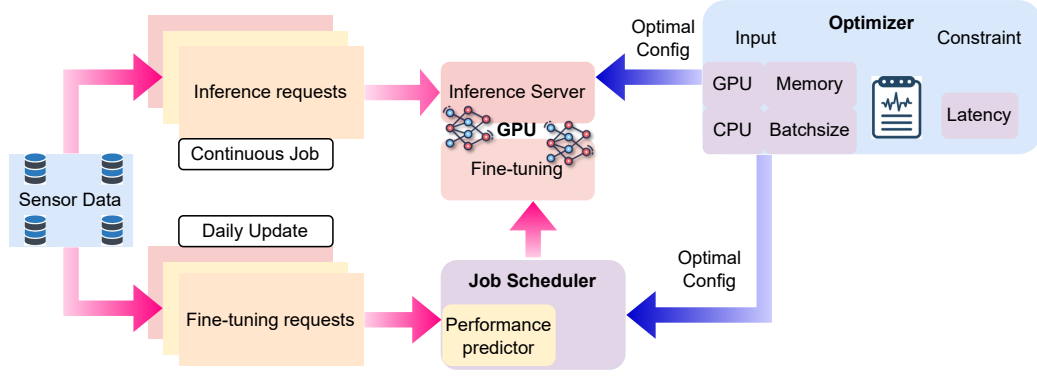 Sensor Data
Inference requests
Continuous Job
Daily Update
Fine-tuning requests
Inference Server
GPU
Fine-tuning
Job Scheduler
Performance
predictor
Optimal
Config
Optimal
Config
Optimizer
Input
Constraint
GPU
Memory
CPU
Batchsize
Latency